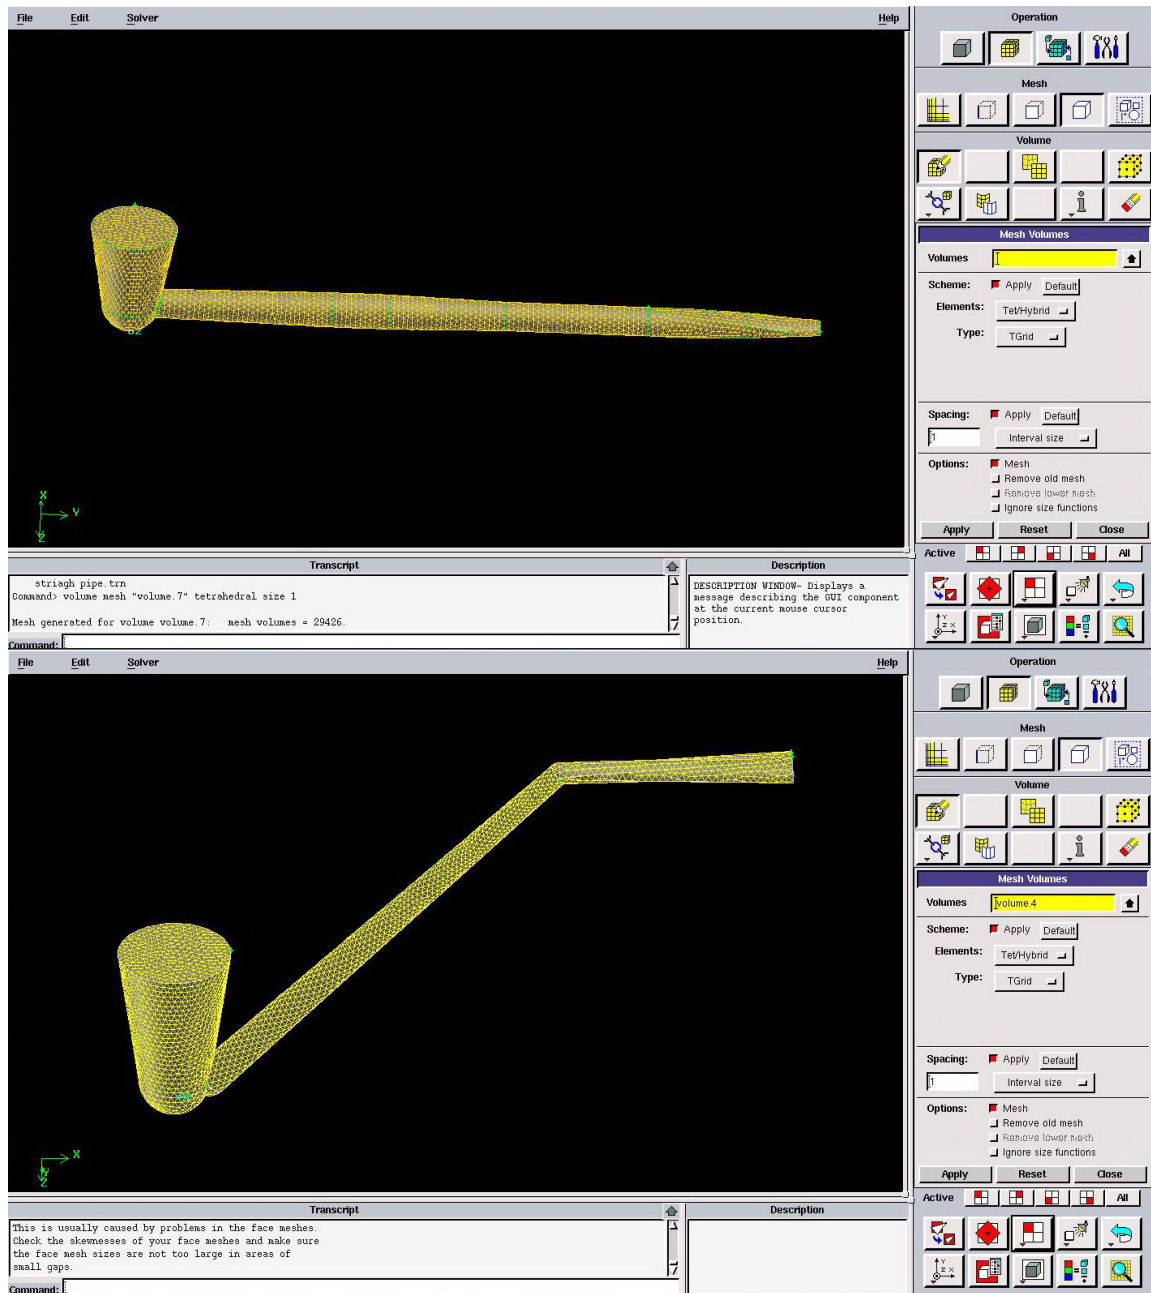 File Edit Solver Help
Operation
Mesh
Volume
Mesh Volumes
Volumes
Scheme: Apply Default
Elements: Tet/Hybrid
Type: TGrid
Spacing: Apply Default
1 Interval size
Options: Mesh
Remove old mesh
Remove lower mesh
Ignore size functions
Apply Reset Close
Active All
X
Y
Z
Transcript
striagh pipe.trn
Command> volume mesh "volume.7" tetrahedral size 1
Mesh generated for volume volume.7: mesh volumes = 29426.
Command:
Description
DESCRIPTION WINDOW- Displays a
message describing the GUI component
at the current mouse cursor
position.
File Edit Solver Help
Operation
Mesh
Volume
Mesh Volumes
Volumes volume.4
Scheme: Apply Default
Elements: Tet/Hybrid
Type: TGrid
Spacing: Apply Default
1 Interval size
Options: Mesh
Remove old mesh
Remove lower mesh
Ignore size functions
Apply Reset Close
Active All
X
Z
Transcript
This is usually caused by problems in the face meshes.
Check the skewnesses of your face meshes and make sure
the face mesh sizes are not too large in areas of
small gaps.
Command:
Description